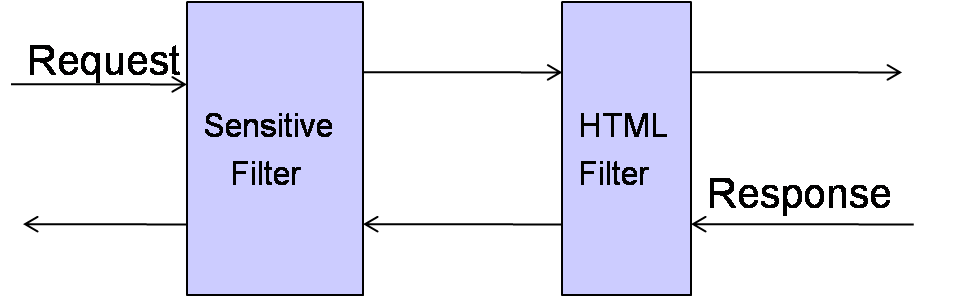 Request
Sensitive
Filter
HTML
Filter
Response